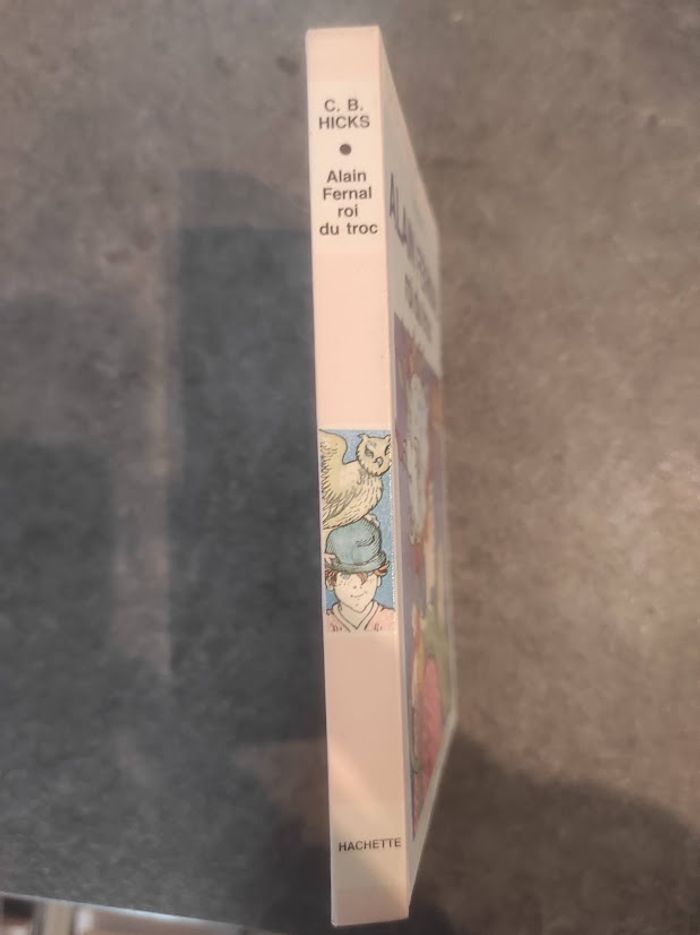 C. B.
HICKS
Alain
Fernal
roi
du troc
HACHETTE